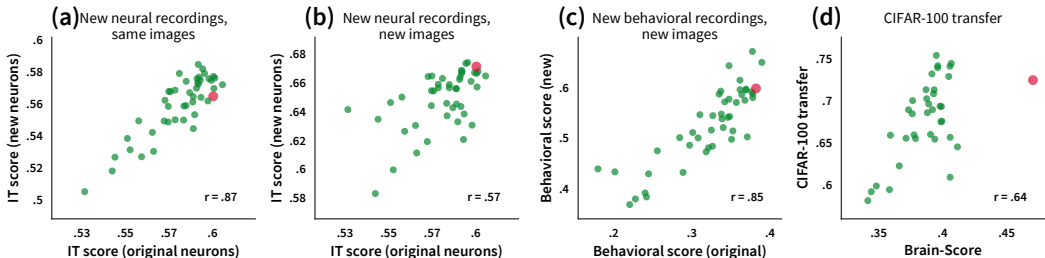 (a)
New neural recordings,
same images
IT score (new neurons)
.6
.58
.56
.54
.52
.5
r = .87
.53
.55
.57
.6
IT score (original neurons)
(b)
New neural recordings,
new images
IT score (new neurons)
.68
.66
.64
.62
.6
.58
r = .57
.53
.55
.57
.6
IT score (original neurons)
(c)
New behavioral recordings,
new images
Behavioral score (new)
.6
.5
.4
r = .85
.2
.3
.4
Behavioral score (original)
(d)
CIFAR-100 transfer
CIFAR-100 transfer
.75
.7
.65
.6
r = .64
.35
.4
.45
Brain-Score